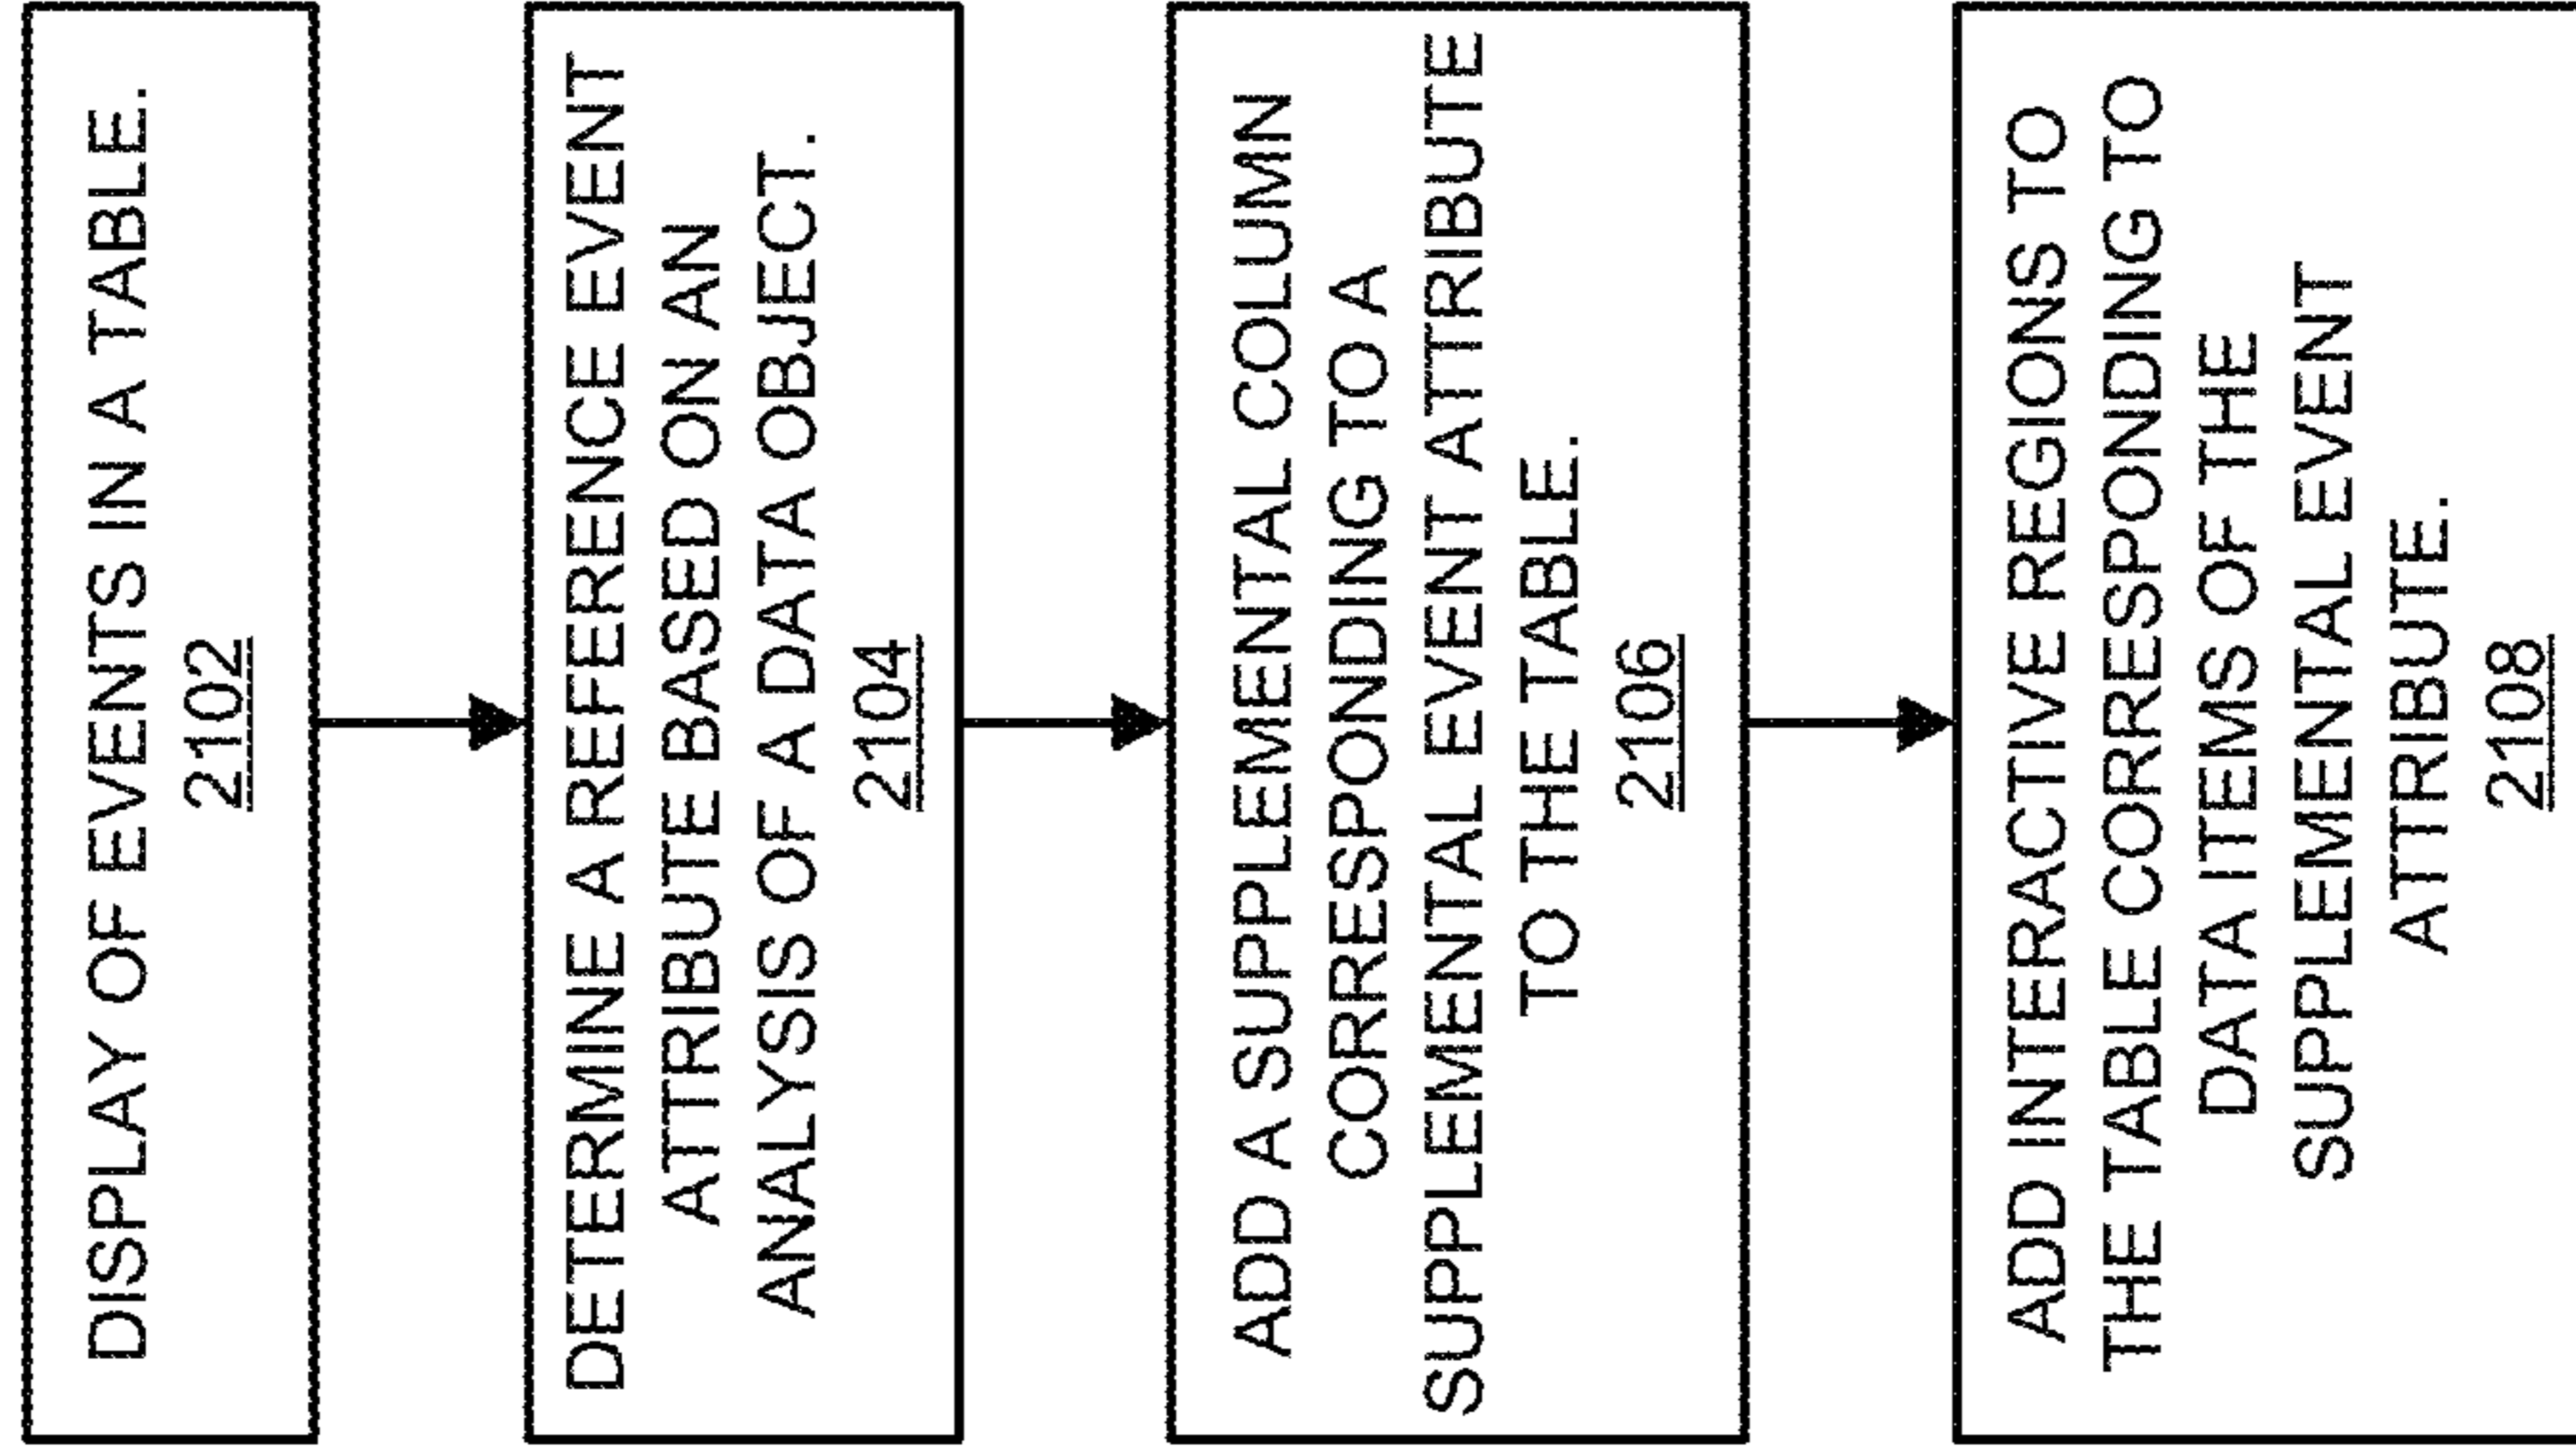 DISPLAY OF EVENTS IN A TABLE.
2102
DETERMINE A REFERENCE EVENT
ATTRIBUTE BASED ON AN
ANALYSIS OF A DATA OBJECT.
2104
ADD A SUPPLEMENTAL COLUMN
CORRESPONDING TO A
SUPPLEMENTAL EVENT ATTRIBUTE
TO THE TABLE.
2106
ADD INTERACTIVE REGIONS TO
THE TABLE CORRESPONDING TO
DATA ITEMS OF THE
SUPPLEMENTAL EVENT
ATTRIBUTE.
2108